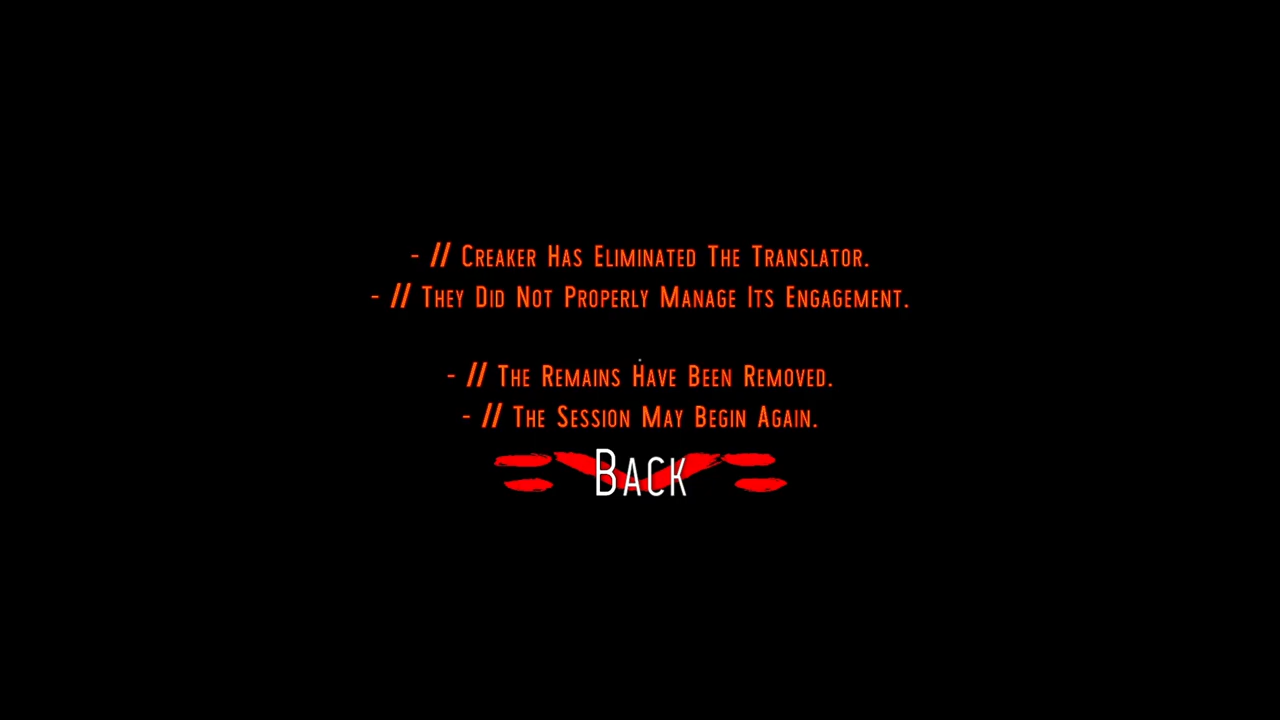 - // Creaker Has Eliminated The Translator.
- // They Did Not Properly Manage Its Engagement.
- // The Remains Have Been Removed.
- // The Session May Begin Again.
Back